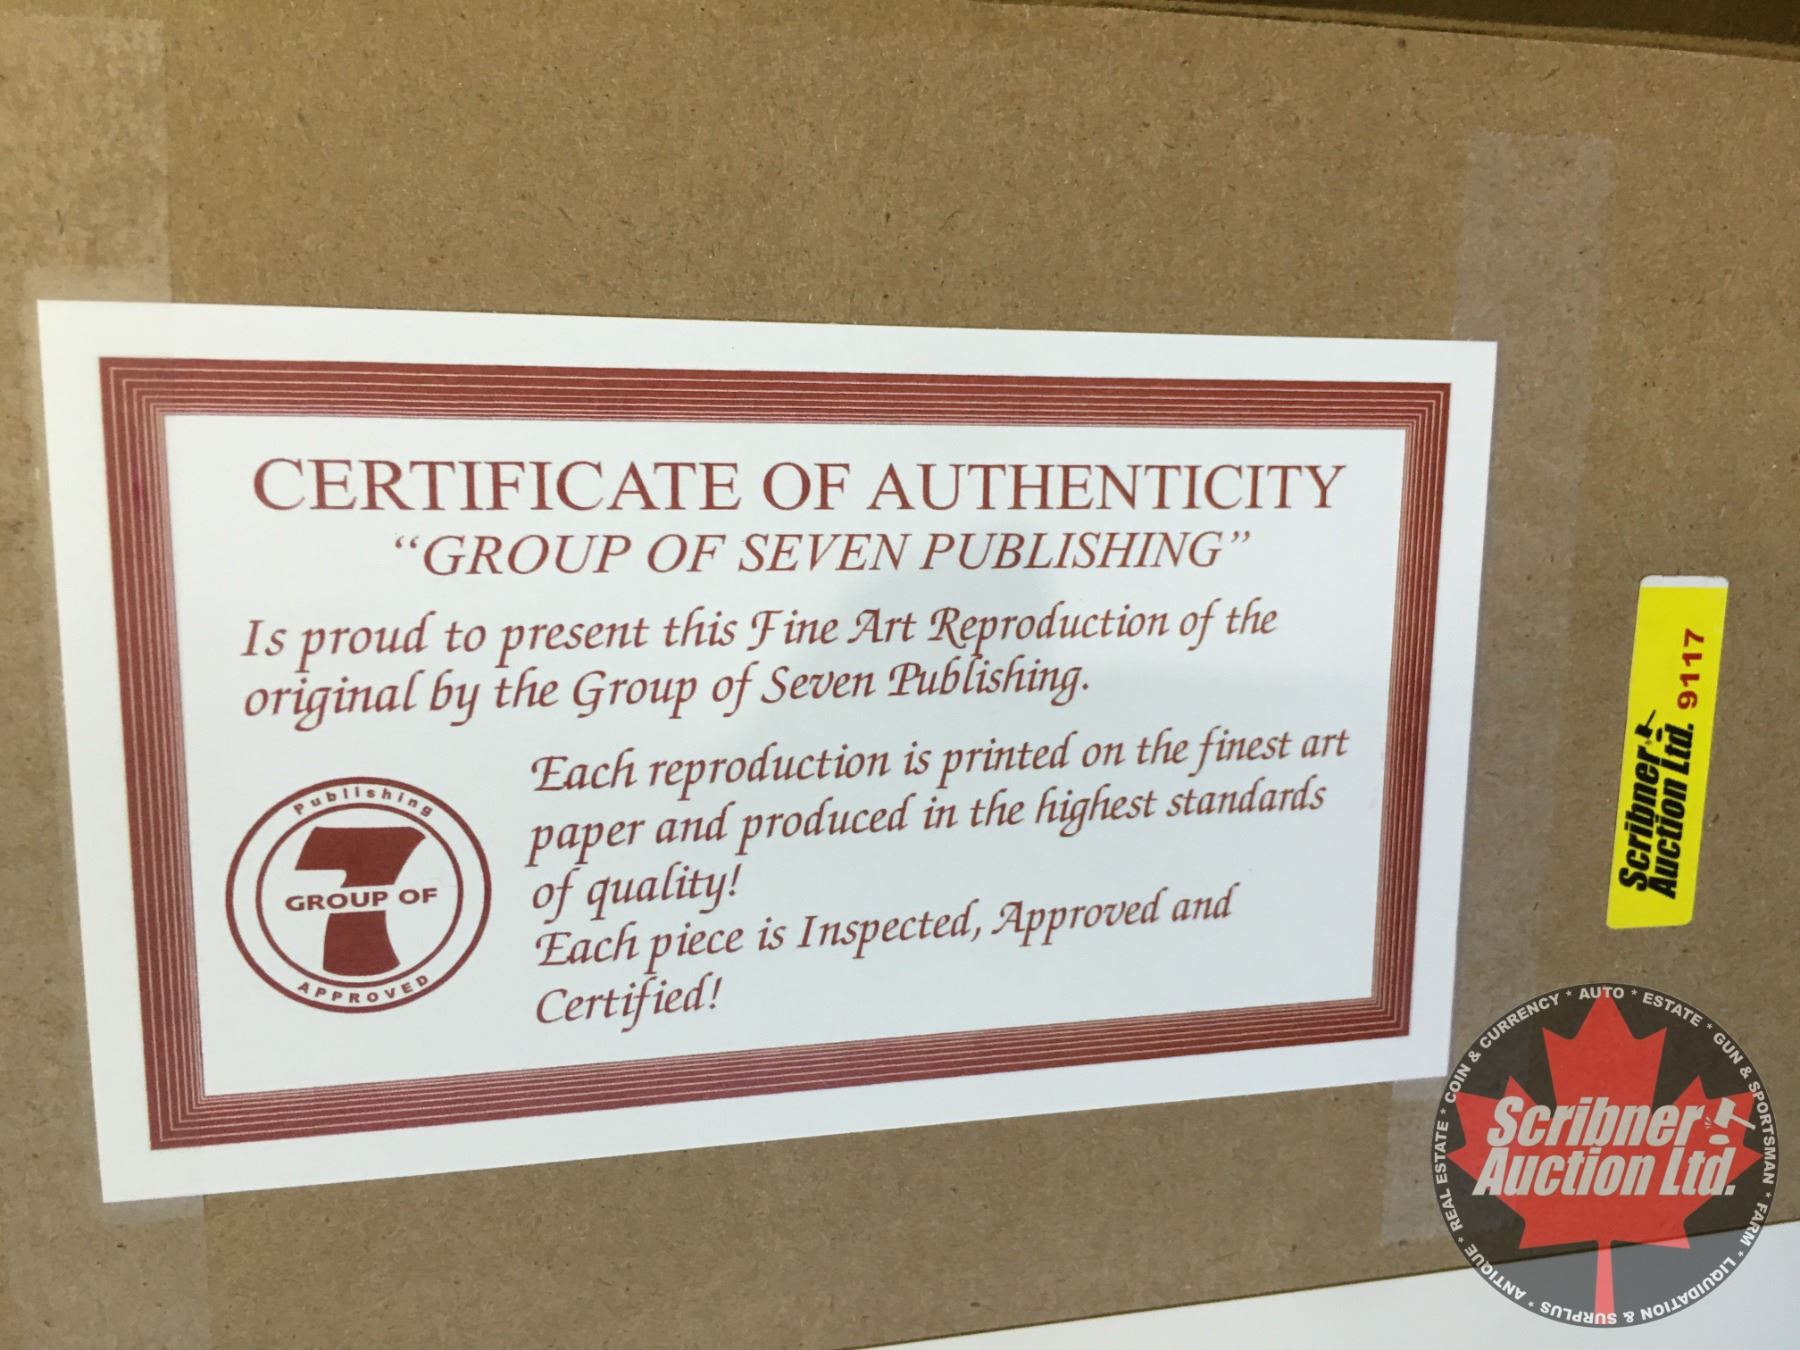 CERTIFICATE OF AUTHENTICITY
“GROUP OF SEVEN PUBLISHING”
Is proud to present this Fine Art Reproduction of the
original by the Group of Seven Publishing.
Each reproduction is printed on the finest art
paper and produced in the highest standards
of quality!
Each piece is Inspected, Approved and
Certified!
Publishing
7
GROUP OF
APPROVED
Scribner
Auction Ltd. 9117
ANTIQUE * REAL ESTATE * COIN & CURRENCY * AUTO * ESTATE * GUN & SPORTSMAN * FARM * LIQUIDATION & SURPLUS *
Scribner
Auction Ltd.